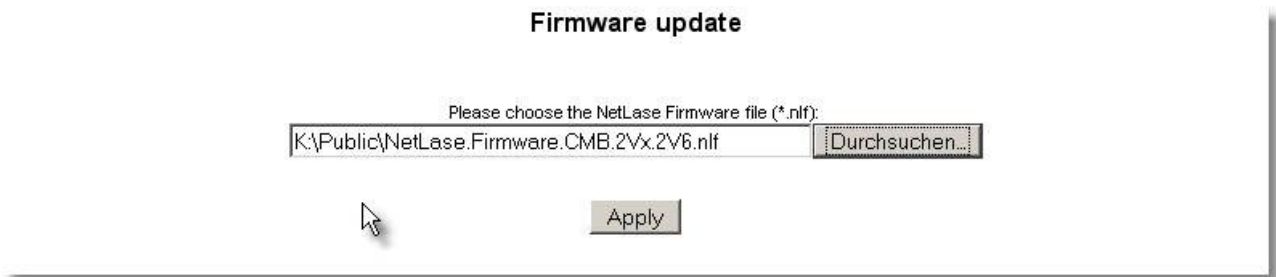 Firmware update
Please choose the NetLase Firmware file (*.nlf):
K:\Public\NetLase.Firmware.CMB.2Vx.2V6.nlf Durchsuchen...
Apply